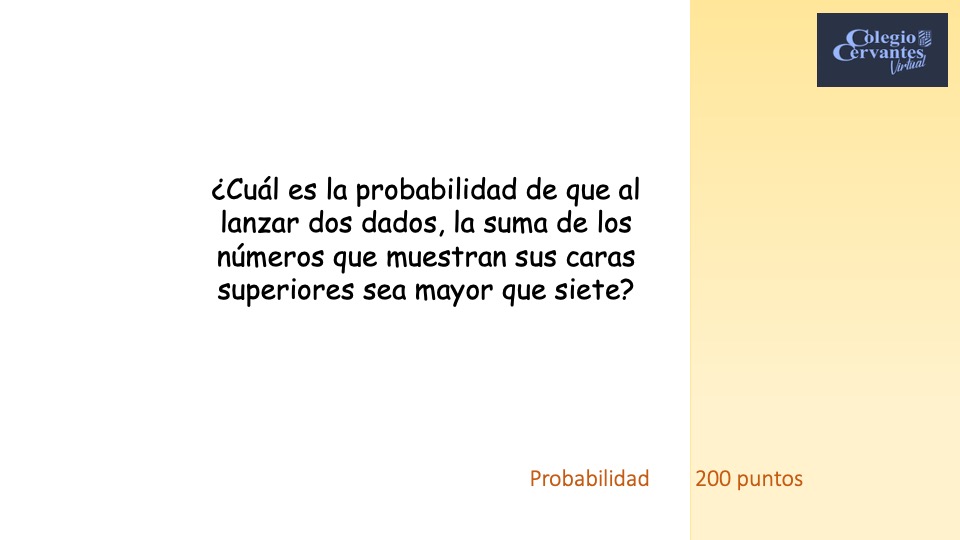 Colegio
Cervantes
Virtual
¿Cuál es la probabilidad de que al
lanzar dos dados, la suma de los
números que muestran sus caras
superiores sea mayor que siete?
Probabilidad 200 puntos